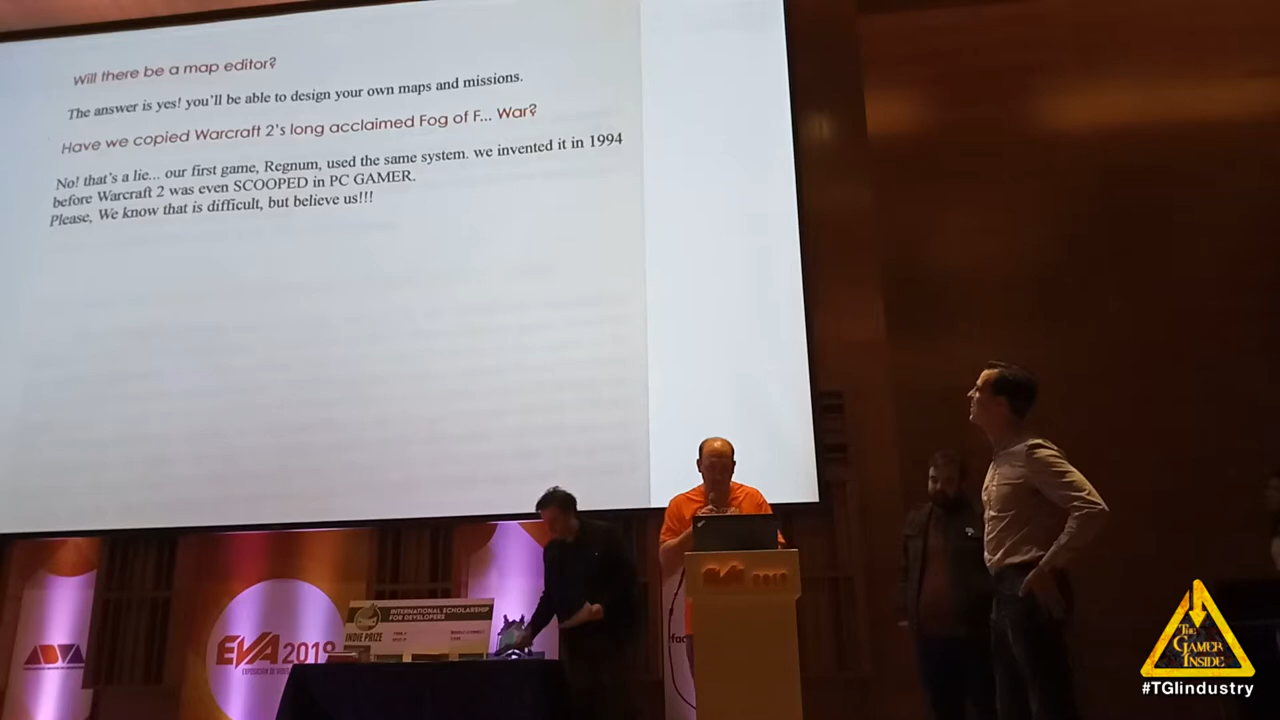 Will there be a map editor?
The answer is yes! you'll be able to design your own maps and missions.
Have we copied Warcraft 2's long acclaimed Fog of F... War?
No! that's a lie... our first game, Regnum, used the same system. we invented it in 1994
before Warcraft 2 was even SCOOPED in PC GAMER.
Please, We know that is difficult, but believe us!!!
INTERNATIONAL SCHOLARSHIP
FOR DEVELOPERS
INDIE PRIZE
EVA 2019
EVA 2019
THE
GAMER
INSIDE
#TGIindustry